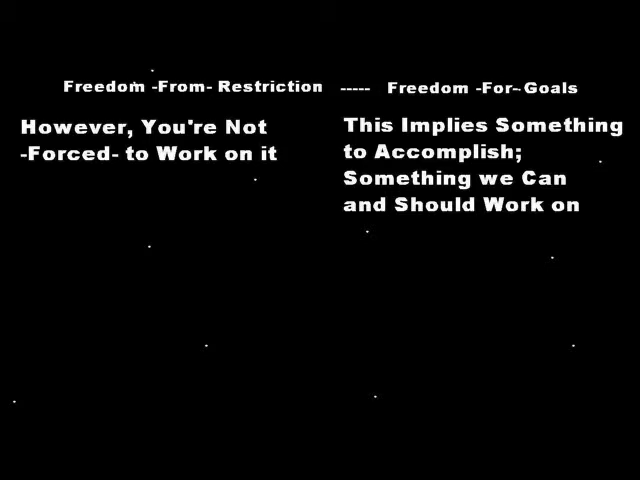 Freedom -From- Restriction ----- Freedom -For- Goals
However, You're Not
-Forced- to Work on it
This Implies Something
to Accomplish;
Something we Can
and Should Work on